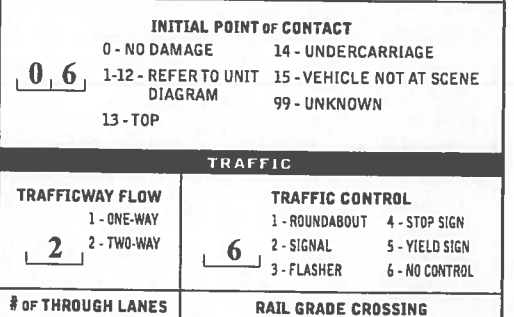 INITIAL POINT OF CONTACT
0 - NO DAMAGE 14 - UNDERCARRIAGE
0 6 1-12 - REFER TO UNIT 15 - VEHICLE NOT AT SCENE
DIAGRAM 99 - UNKNOWN
13 - TOP
TRAFFIC
TRAFFICWAY FLOW
1 - ONE-WAY
2 2 - TWO-WAY
TRAFFIC CONTROL
1 - ROUNDABOUT 4 - STOP SIGN
6 2 - SIGNAL 5 - YIELD SIGN
3 - FLASHER 6 - NO CONTROL
# OF THROUGH LANES
RAIL GRADE CROSSING